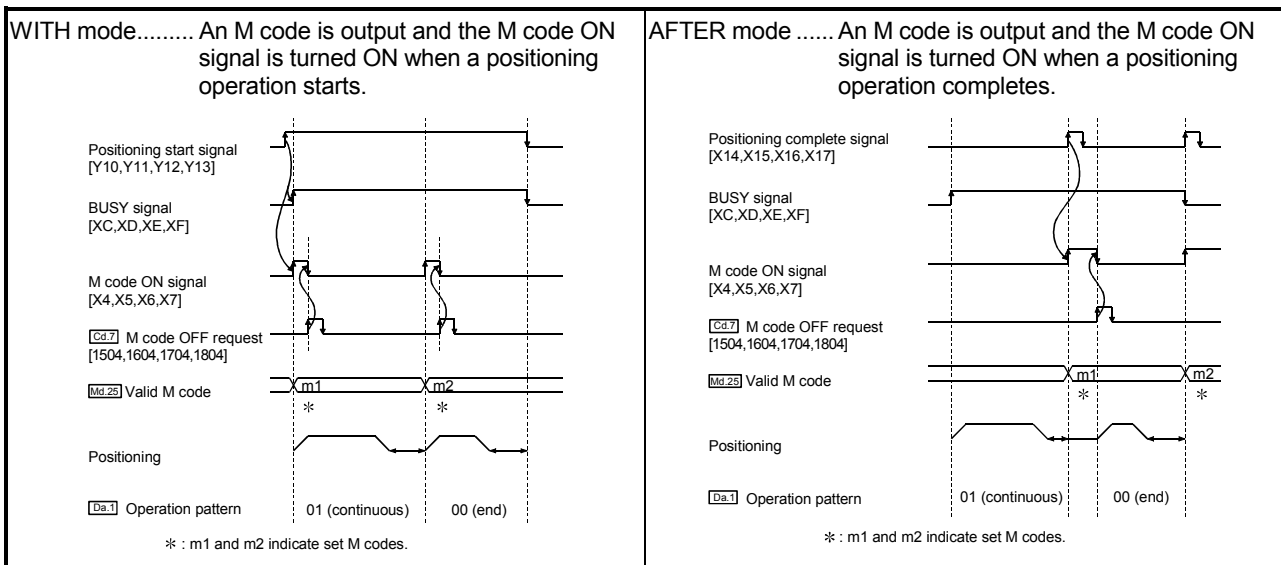 WITH mode......... An M code is output and the M code ON
signal is turned ON when a positioning
operation starts.
Positioning start signal
[Y10,Y11,Y12,Y13]
BUSY signal
[XC,XD,XE,XF]
M code ON signal
[X4,X5,X6,X7]
Cd.7 M code OFF request
[1504,1604,1704,1804]
Md.25 Valid M code
m1
m2
*
*
Positioning
Da.1 Operation pattern
01 (continuous)
00 (end)
* : m1 and m2 indicate set M codes.
AFTER mode ...... An M code is output and the M code ON
signal is turned ON when a positioning
operation completes.
Positioning complete signal
[X14,X15,X16,X17]
BUSY signal
[XC,XD,XE,XF]
M code ON signal
[X4,X5,X6,X7]
Cd.7 M code OFF request
[1504,1604,1704,1804]
Md.25 Valid M code
m1
m2
*
*
Positioning
Da.1 Operation pattern
01 (continuous)
00 (end)
* : m1 and m2 indicate set M codes.